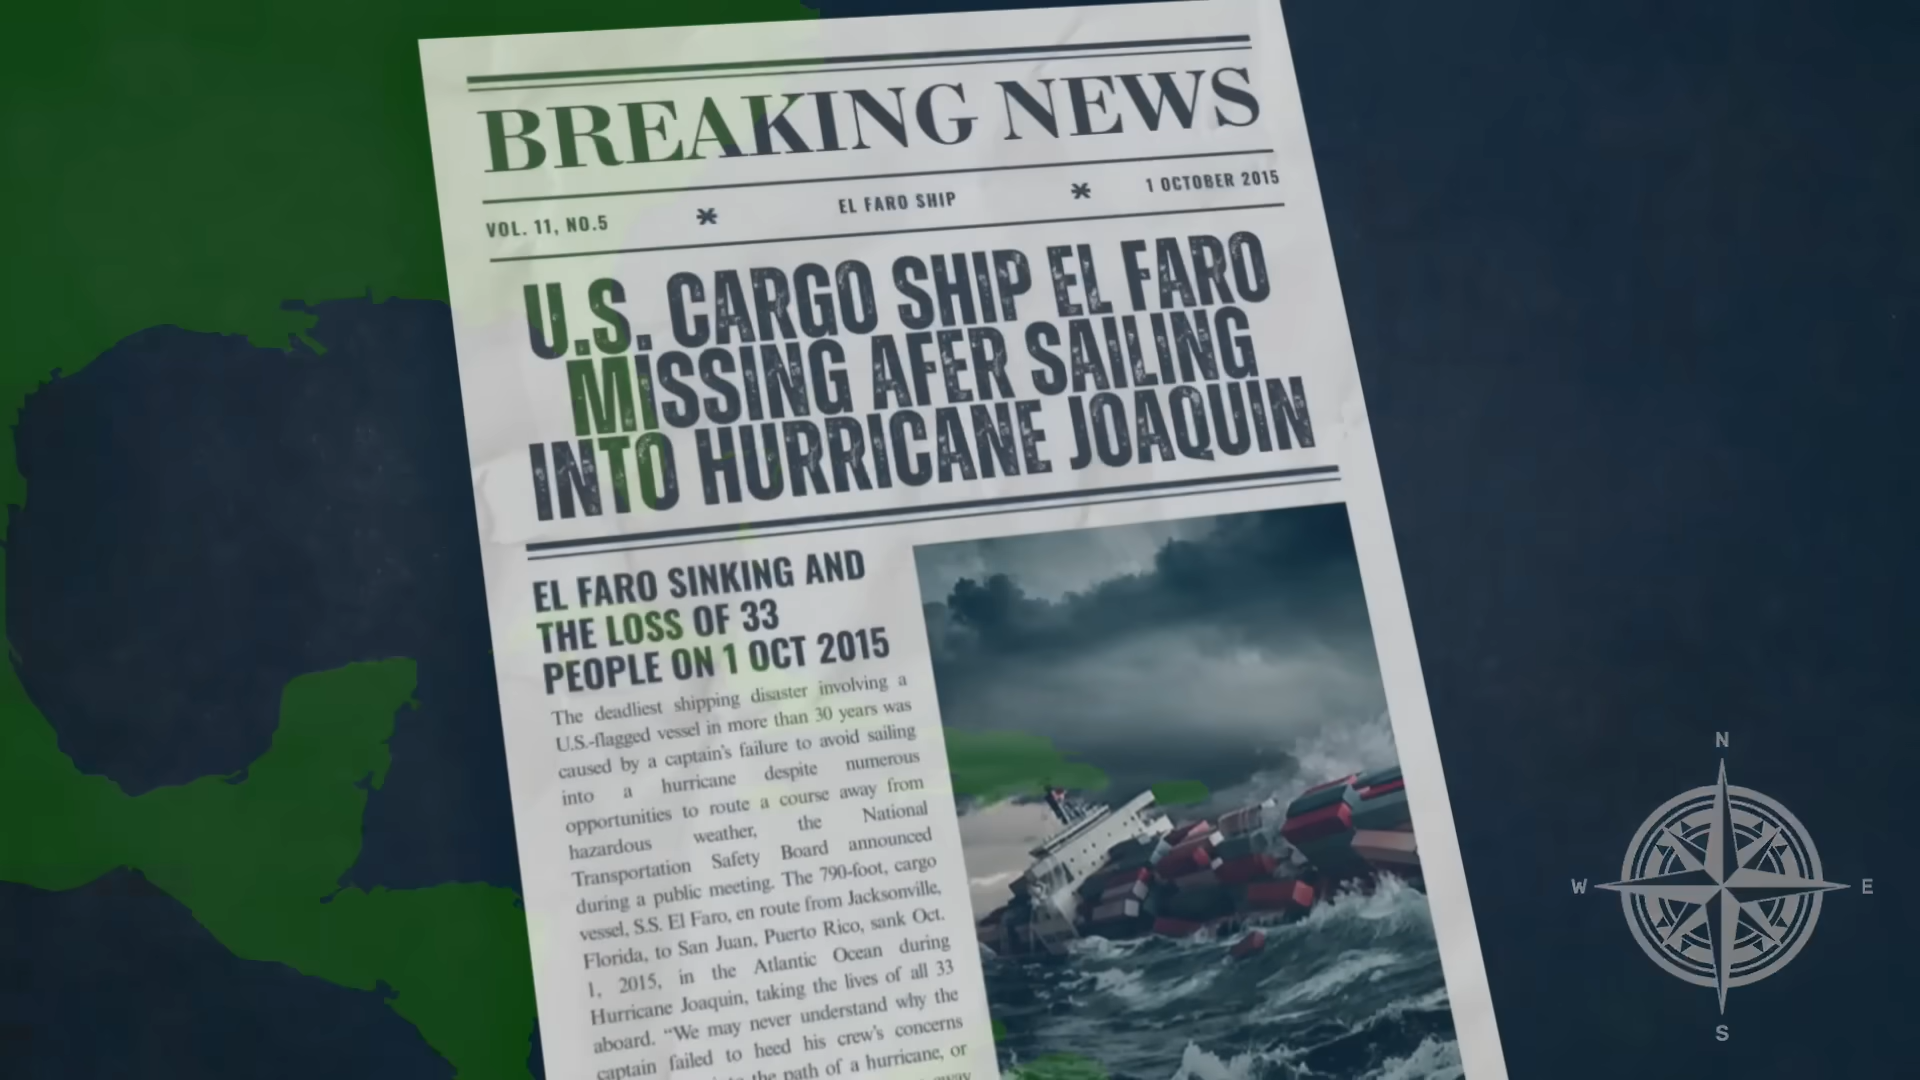 BREAKING NEWS
VOL. 11, NO.5 EL FARO SHIP 1 OCTOBER 2015
U.S. CARGO SHIP EL FARO
MISSING AFER SAILING
INTO HURRICANE JOAQUIN
EL FARO SINKING AND
THE LOSS OF 33
PEOPLE ON 1 OCT 2015
The deadliest shipping disaster involving a
U.S.-flagged vessel in more than 30 years was
caused by a captain's failure to avoid sailing
into a hurricane despite numerous
opportunities to route a course away from
hazardous weather, the National
Transportation Safety Board announced
during a public meeting. The 790-foot, cargo
vessel, S.S. El Faro, en route from Jacksonville,
Florida, to San Juan, Puerto Rico, sank Oct.
1, 2015, in the Atlantic Ocean during
Hurricane Joaquin, taking the lives of all 33
aboard. “We may never understand why the
captain failed to heed his crew's concerns
the path of a hurricane, or
away
N
W E
S